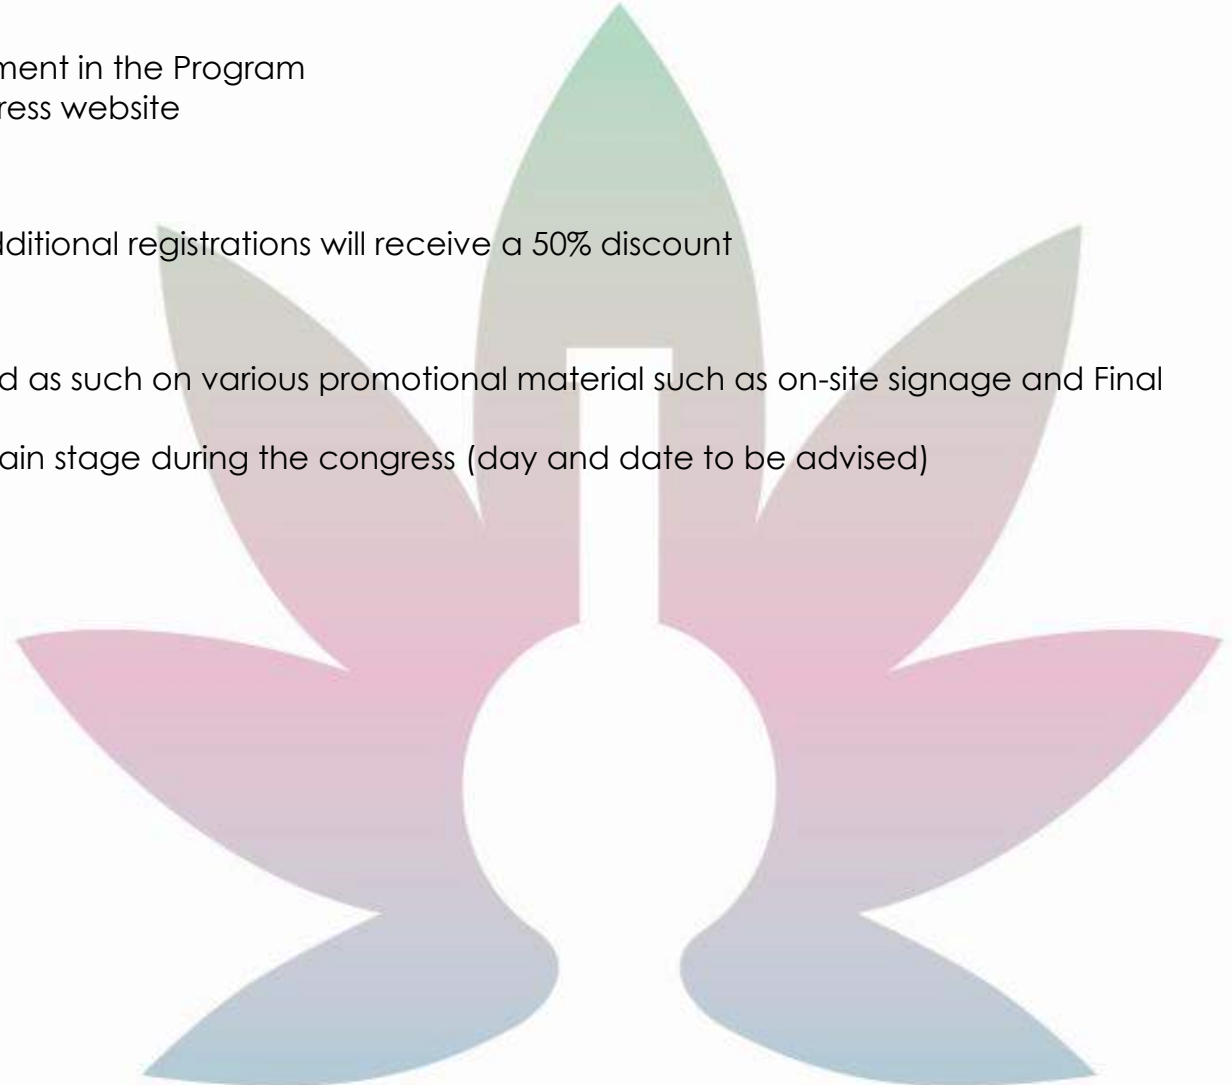 ment in the Program
ress website
dditional registrations will receive a 50% discount
d as such on various promotional material such as on-site signage and Final
ain stage during the congress (day and date to be advised)